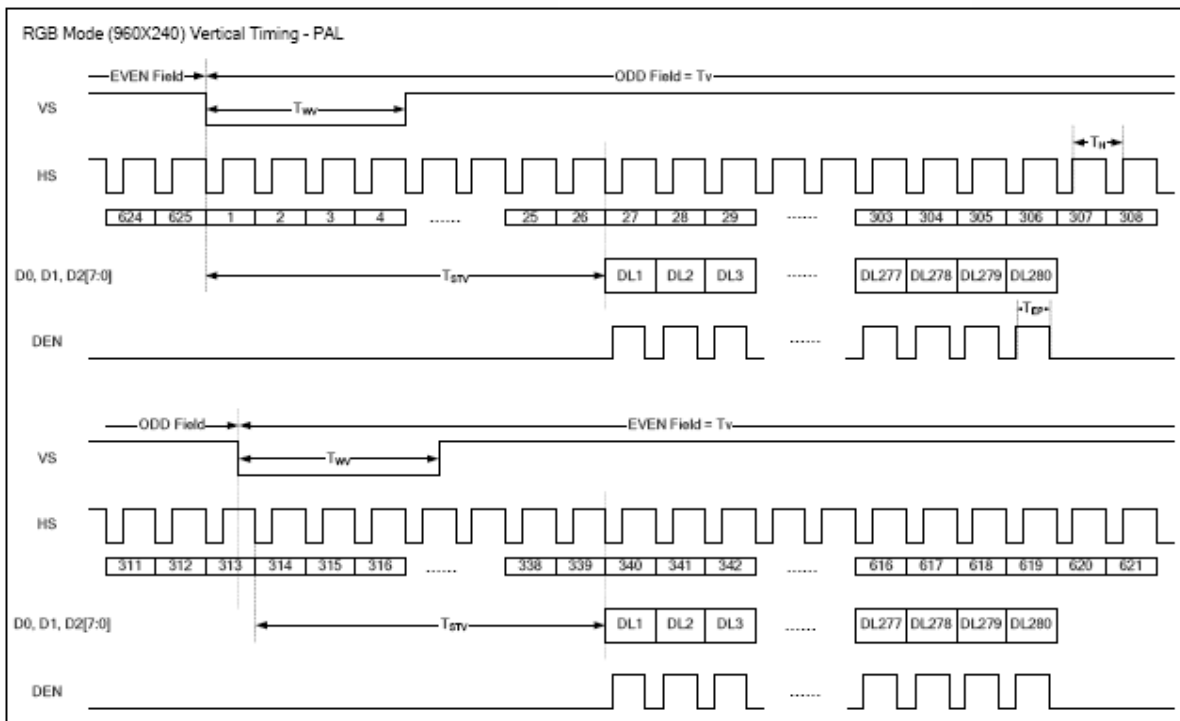 RGB Mode (960X240) Vertical Timing - PAL
EVEN Field ODD Field = Tv
VS TWV
HS TH
624 625 1 2 3 4 ...... 25 26 27 28 29 ...... 303 304 305 306 307 308
D0, D1, D2[7:0] TSTV DL1 DL2 DL3 ...... DL277 DL278 DL279 DL280
TEP
DEN ......
ODD Field EVEN Field = Tv
VS TWV
HS
311 312 313 314 315 316 ...... 338 339 340 341 342 ...... 616 617 618 619 620 621
D0, D1, D2[7:0] TSTV DL1 DL2 DL3 ...... DL277 DL278 DL279 DL280
DEN ......